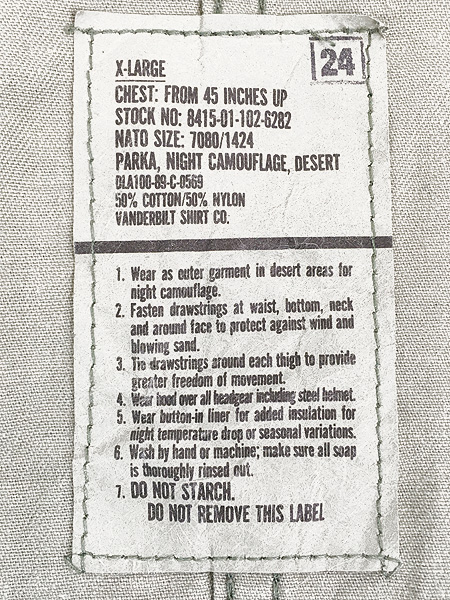 24
X-LARGE
CHEST: FROM 45 INCHES UP
STOCK NO: 8415-01-102-6282
NATO SIZE: 7080/1424
PARKA, NIGHT CAMOUFLAGE, DESERT
DLA100-89-C-0569
50% COTTON/50% NYLON
VANDERBILT SHIRT CO.
1. Wear as outer garment in desert areas for
night camouflage.
2. Fasten drawstrings at waist, bottom, neck
and around face to protect against wind and
blowing sand.
3. Tie drawstrings around each thigh to provide
greater freedom of movement.
4. Wear hood over all headgear including steel helmet.
5. Wear button-in liner for added insulation for
night temperature drop or seasonal variations.
6. Wash by hand or machine; make sure all soap
is thoroughly rinsed out.
7. DO NOT STARCH.
DO NOT REMOVE THIS LABEL